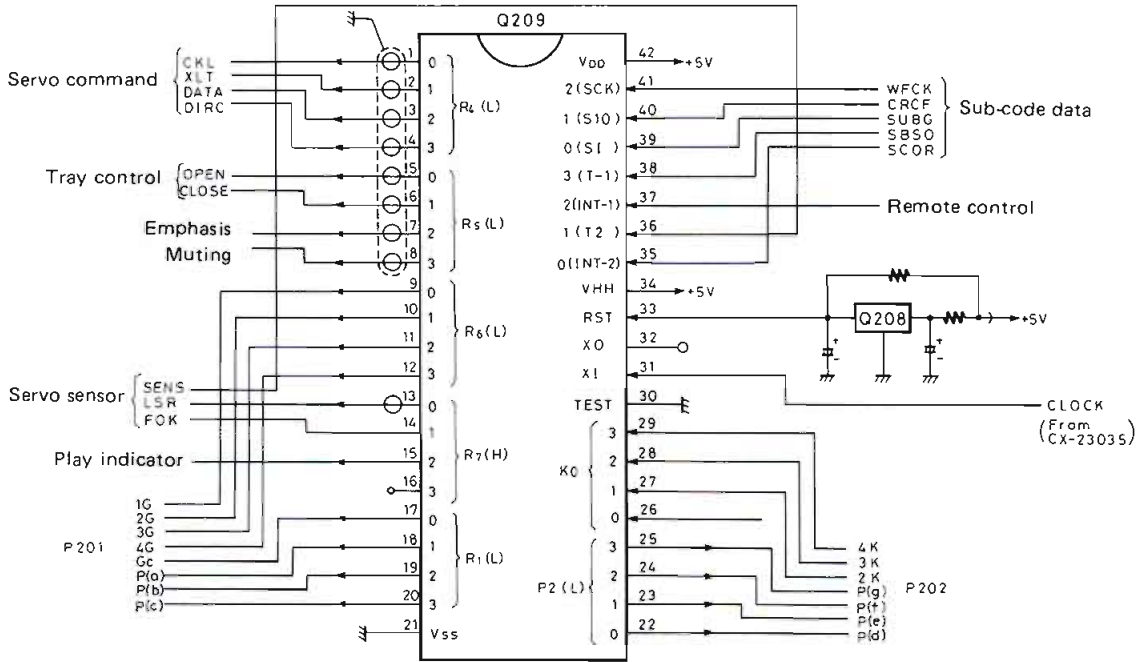 Q209
Servo command
CKL
XLT
DATA
DIRC
Tray control
OPEN
CLOSE
Emphasis
Muting
Servo sensor
SENS
LSR
FOK
Play indicator
P201
1G
2G
3G
4G
Gc
P(a)
P(b)
P(c)
1 0
12 1
13 2
14 3
R4(L)
15 0
16 1
17 2
18 3
R5(L)
9 0
10 1
11 2
12 3
R6(L)
13 0
14 1
15 2
16 3
R7(H)
17 0
18 1
19 2
20 3
R1(L)
21 Vss
VDD 42 +5V
2(SCK) 41
1(SIO) 40
0(SI ) 39
3(T-1) 38
2(INT-1) 37
1(T2 ) 36
0(INT-2) 35
VHH 34 +5V
RST 33
XO 32
XI 31
TEST 30
K0
3 29
2 28
1 27
0 26
P2(L)
3 25
2 24
1 23
0 22
WFCK
CRCF
SUBG
SBSO
SCOR
Sub-code data
Remote control
Q208
+5V
+
-
+
-
CLOCK
(From
CX-23035)
4K
3K
2K
P(g)
P(f)
P(e)
P(d)
P202